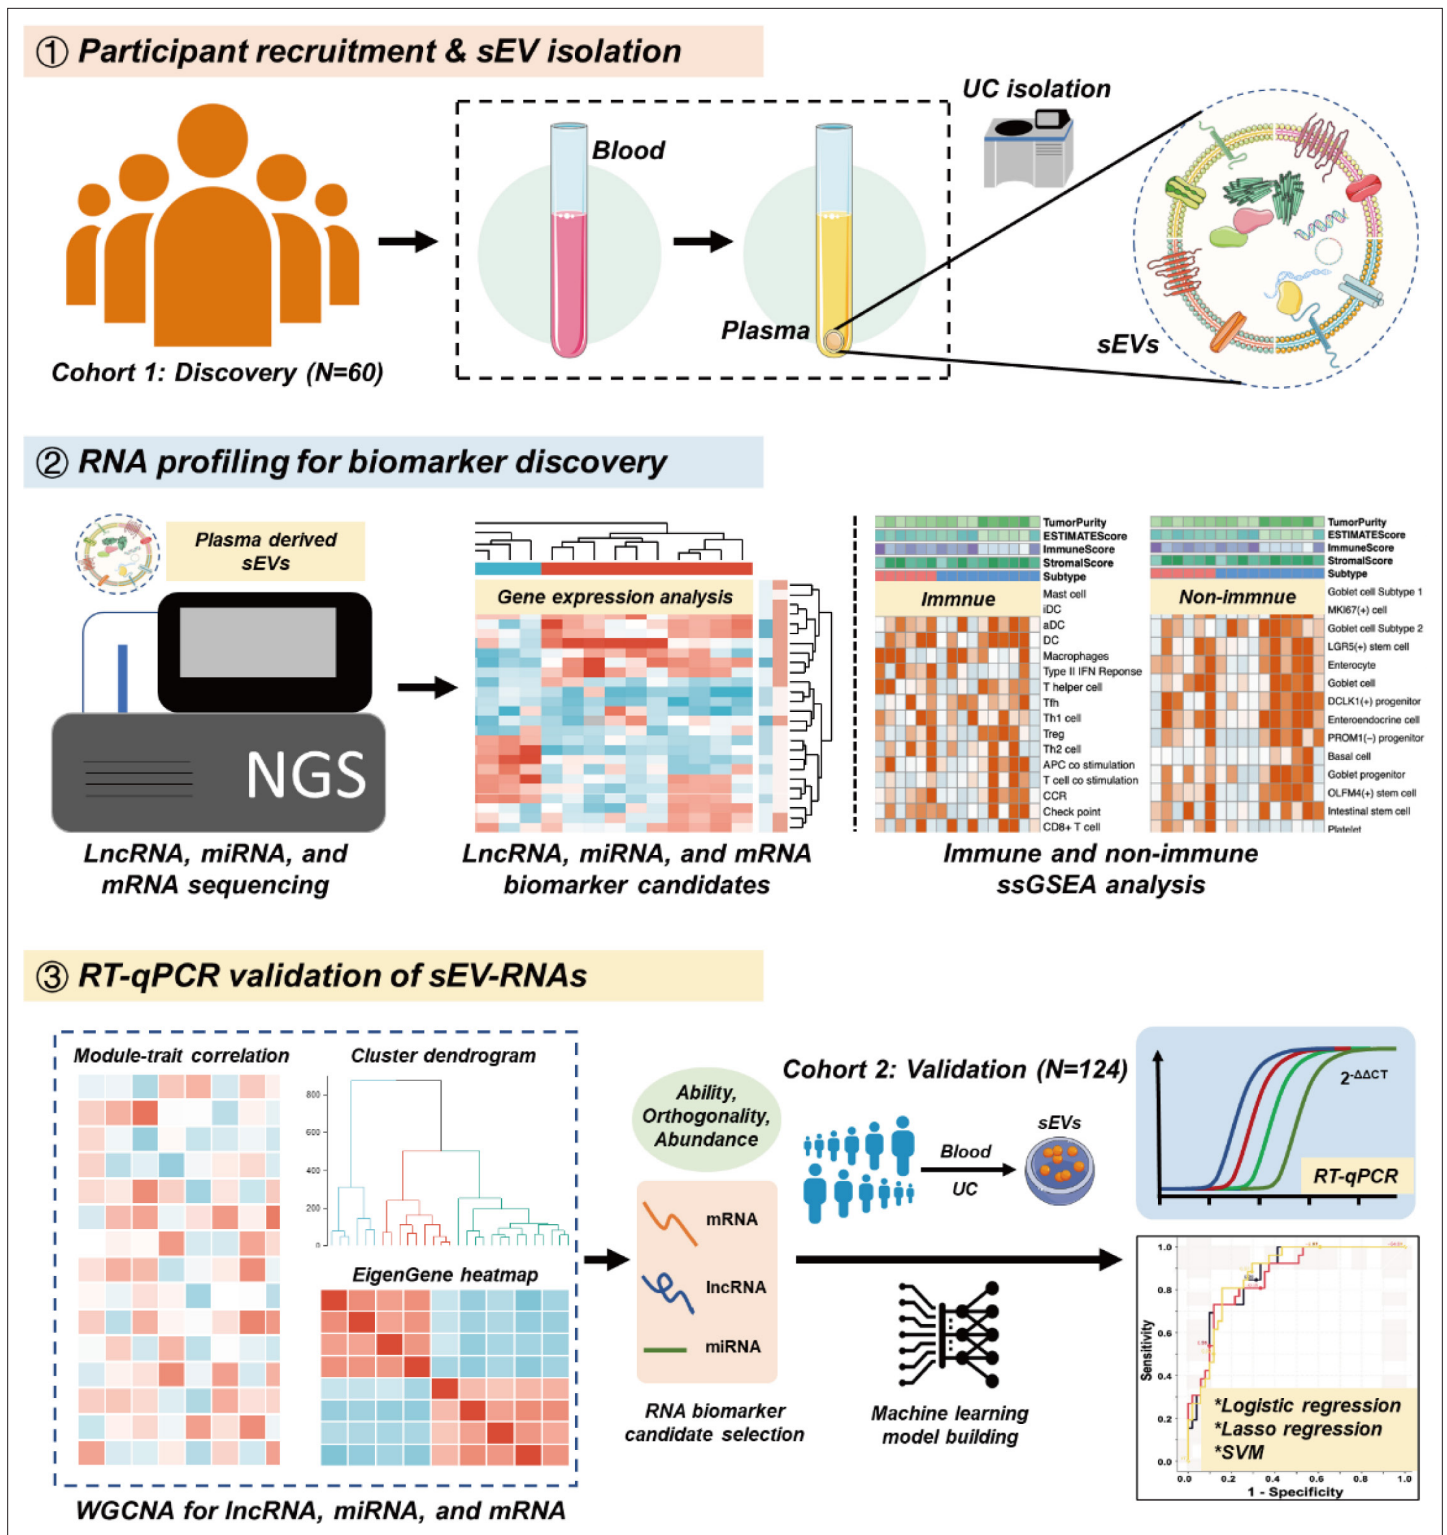 ① Participant recruitment & sEV isolation
UC isolation
Blood
Plasma
sEVs
Cohort 1: Discovery (N=60)
② RNA profiling for biomarker discovery
Plasma derived
sEVs
NGS
LncRNA, miRNA, and
mRNA sequencing
Gene expression analysis
LncRNA, miRNA, and mRNA
biomarker candidates
TumorPurity
ESTIMATEScore
ImmuneScore
StromalScore
Subtype
Immnue
Mast cell
iDC
aDC
DC
Macrophages
Type II IFN Reponse
T helper cell
Tfh
Th1 cell
Treg
Th2 cell
APC co stimulation
T cell co stimulation
CCR
Check point
CD8+ T cell
TumorPurity
ESTIMATEScore
ImmuneScore
StromalScore
Subtype
Non-immnue
Goblet cell Subtype 1
MKI67(+) cell
Goblet cell Subtype 2
LGR5(+) stem cell
Enterocyte
Goblet cell
DCLK1(+) progenitor
Enteroendocrine cell
PROM1(−) progenitor
Basal cell
Goblet progenitor
OLFM4(+) stem cell
Intestinal stem cell
Platelet
Immune and non-immune
ssGSEA analysis
③ RT-qPCR validation of sEV-RNAs
Module-trait correlation
Cluster dendrogram
800
600
400
200
0
EigenGene heatmap
WGCNA for lncRNA, miRNA, and mRNA
Ability,
Orthogonality,
Abundance
mRNA
lncRNA
miRNA
RNA biomarker
candidate selection
Cohort 2: Validation (N=124)
Blood
UC
sEVs
Machine learning
model building
2-ΔΔCT
RT-qPCR
Sensitivity
1.0
0.8
0.6
0.4
0.2
0.0
*Logistic regression
*Lasso regression
*SVM
0.0 0.2 0.4 0.6 0.8 1.0
1 - Specificity